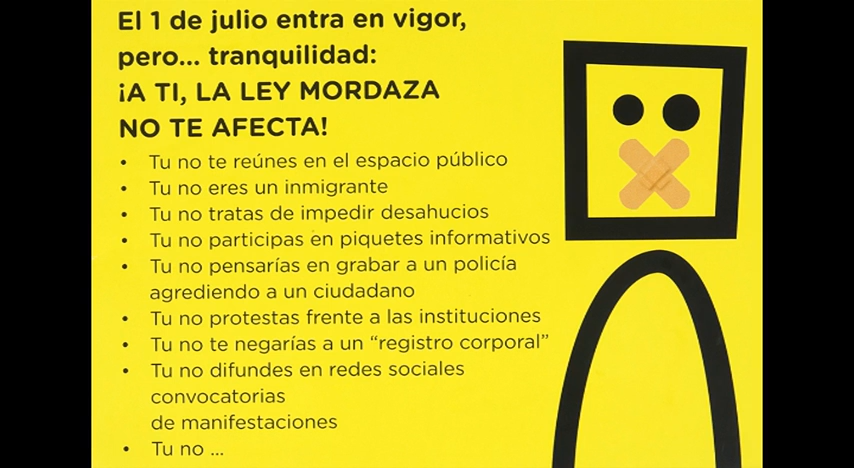 El 1 de julio entra en vigor,
pero... tranquilidad:
¡A TI, LA LEY MORDAZA
NO TE AFECTA!
• Tu no te reúnes en el espacio público
• Tu no eres un inmigrante
• Tu no tratas de impedir desahucios
• Tu no participas en piquetes informativos
• Tu no pensarías en grabar a un policía
agrediendo a un ciudadano
• Tu no protestas frente a las instituciones
• Tu no te negarías a un “registro corporal”
• Tu no difundes en redes sociales
convocatorias
de manifestaciones
• Tu no ...